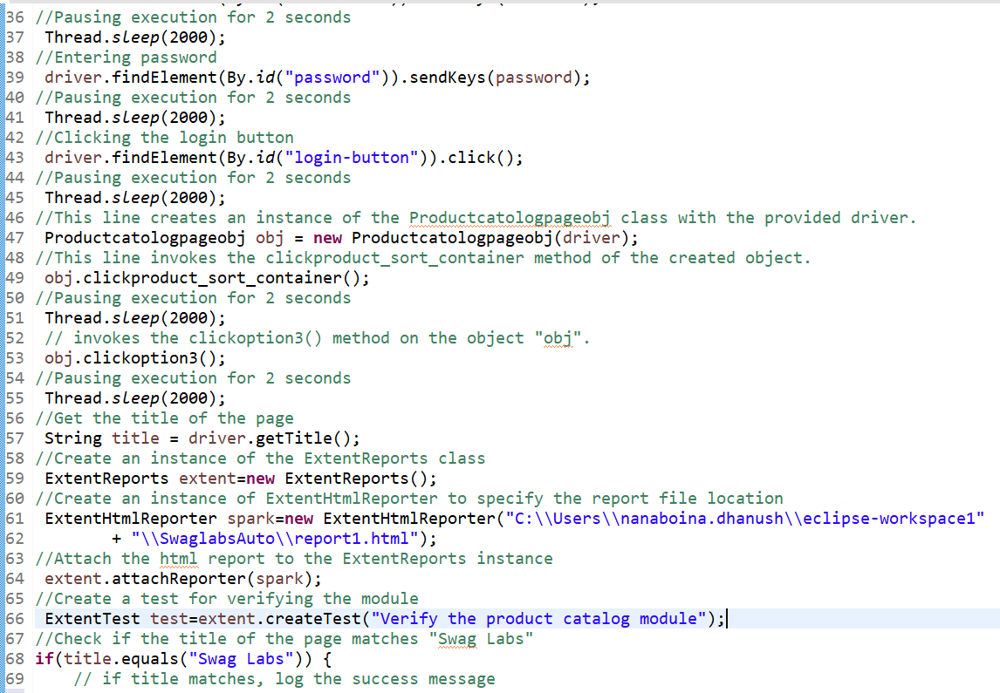 36 //Pausing execution for 2 seconds
37 Thread.sleep(2000);
38 //Entering password
39 driver.findElement(By.id("password")).sendKeys(password);
40 //Pausing execution for 2 seconds
41 Thread.sleep(2000);
42 //Clicking the login button
43 driver.findElement(By.id("login-button")).click();
44 //Pausing execution for 2 seconds
45 Thread.sleep(2000);
46 //This line creates an instance of the Productcatologpageobj class with the provided driver.
47 Productcatologpageobj obj = new Productcatologpageobj(driver);
48 //This line invokes the clickproduct_sort_container method of the created object.
49 obj.clickproduct_sort_container();
50 //Pausing execution for 2 seconds
51 Thread.sleep(2000);
52 // invokes the clickoption3() method on the object "obj".
53 obj.clickoption3();
54 //Pausing execution for 2 seconds
55 Thread.sleep(2000);
56 //Get the title of the page
57 String title = driver.getTitle();
58 //Create an instance of the ExtentReports class
59 ExtentReports extent=new ExtentReports();
60 //Create an instance of ExtentHtmlReporter to specify the report file location
61 ExtentHtmlReporter spark=new ExtentHtmlReporter("C:\\Users\\nanaboina.dhanush\\eclipse-workspace1"
62 + "\\SwaglabsAuto\\report1.html");
63 //Attach the html report to the ExtentReports instance
64 extent.attachReporter(spark);
65 //Create a test for verifying the module
66 ExtentTest test=extent.createTest("Verify the product catalog module");
67 //Check if the title of the page matches "Swag Labs"
68 if(title.equals("Swag Labs")) {
69 // if title matches, log the success message